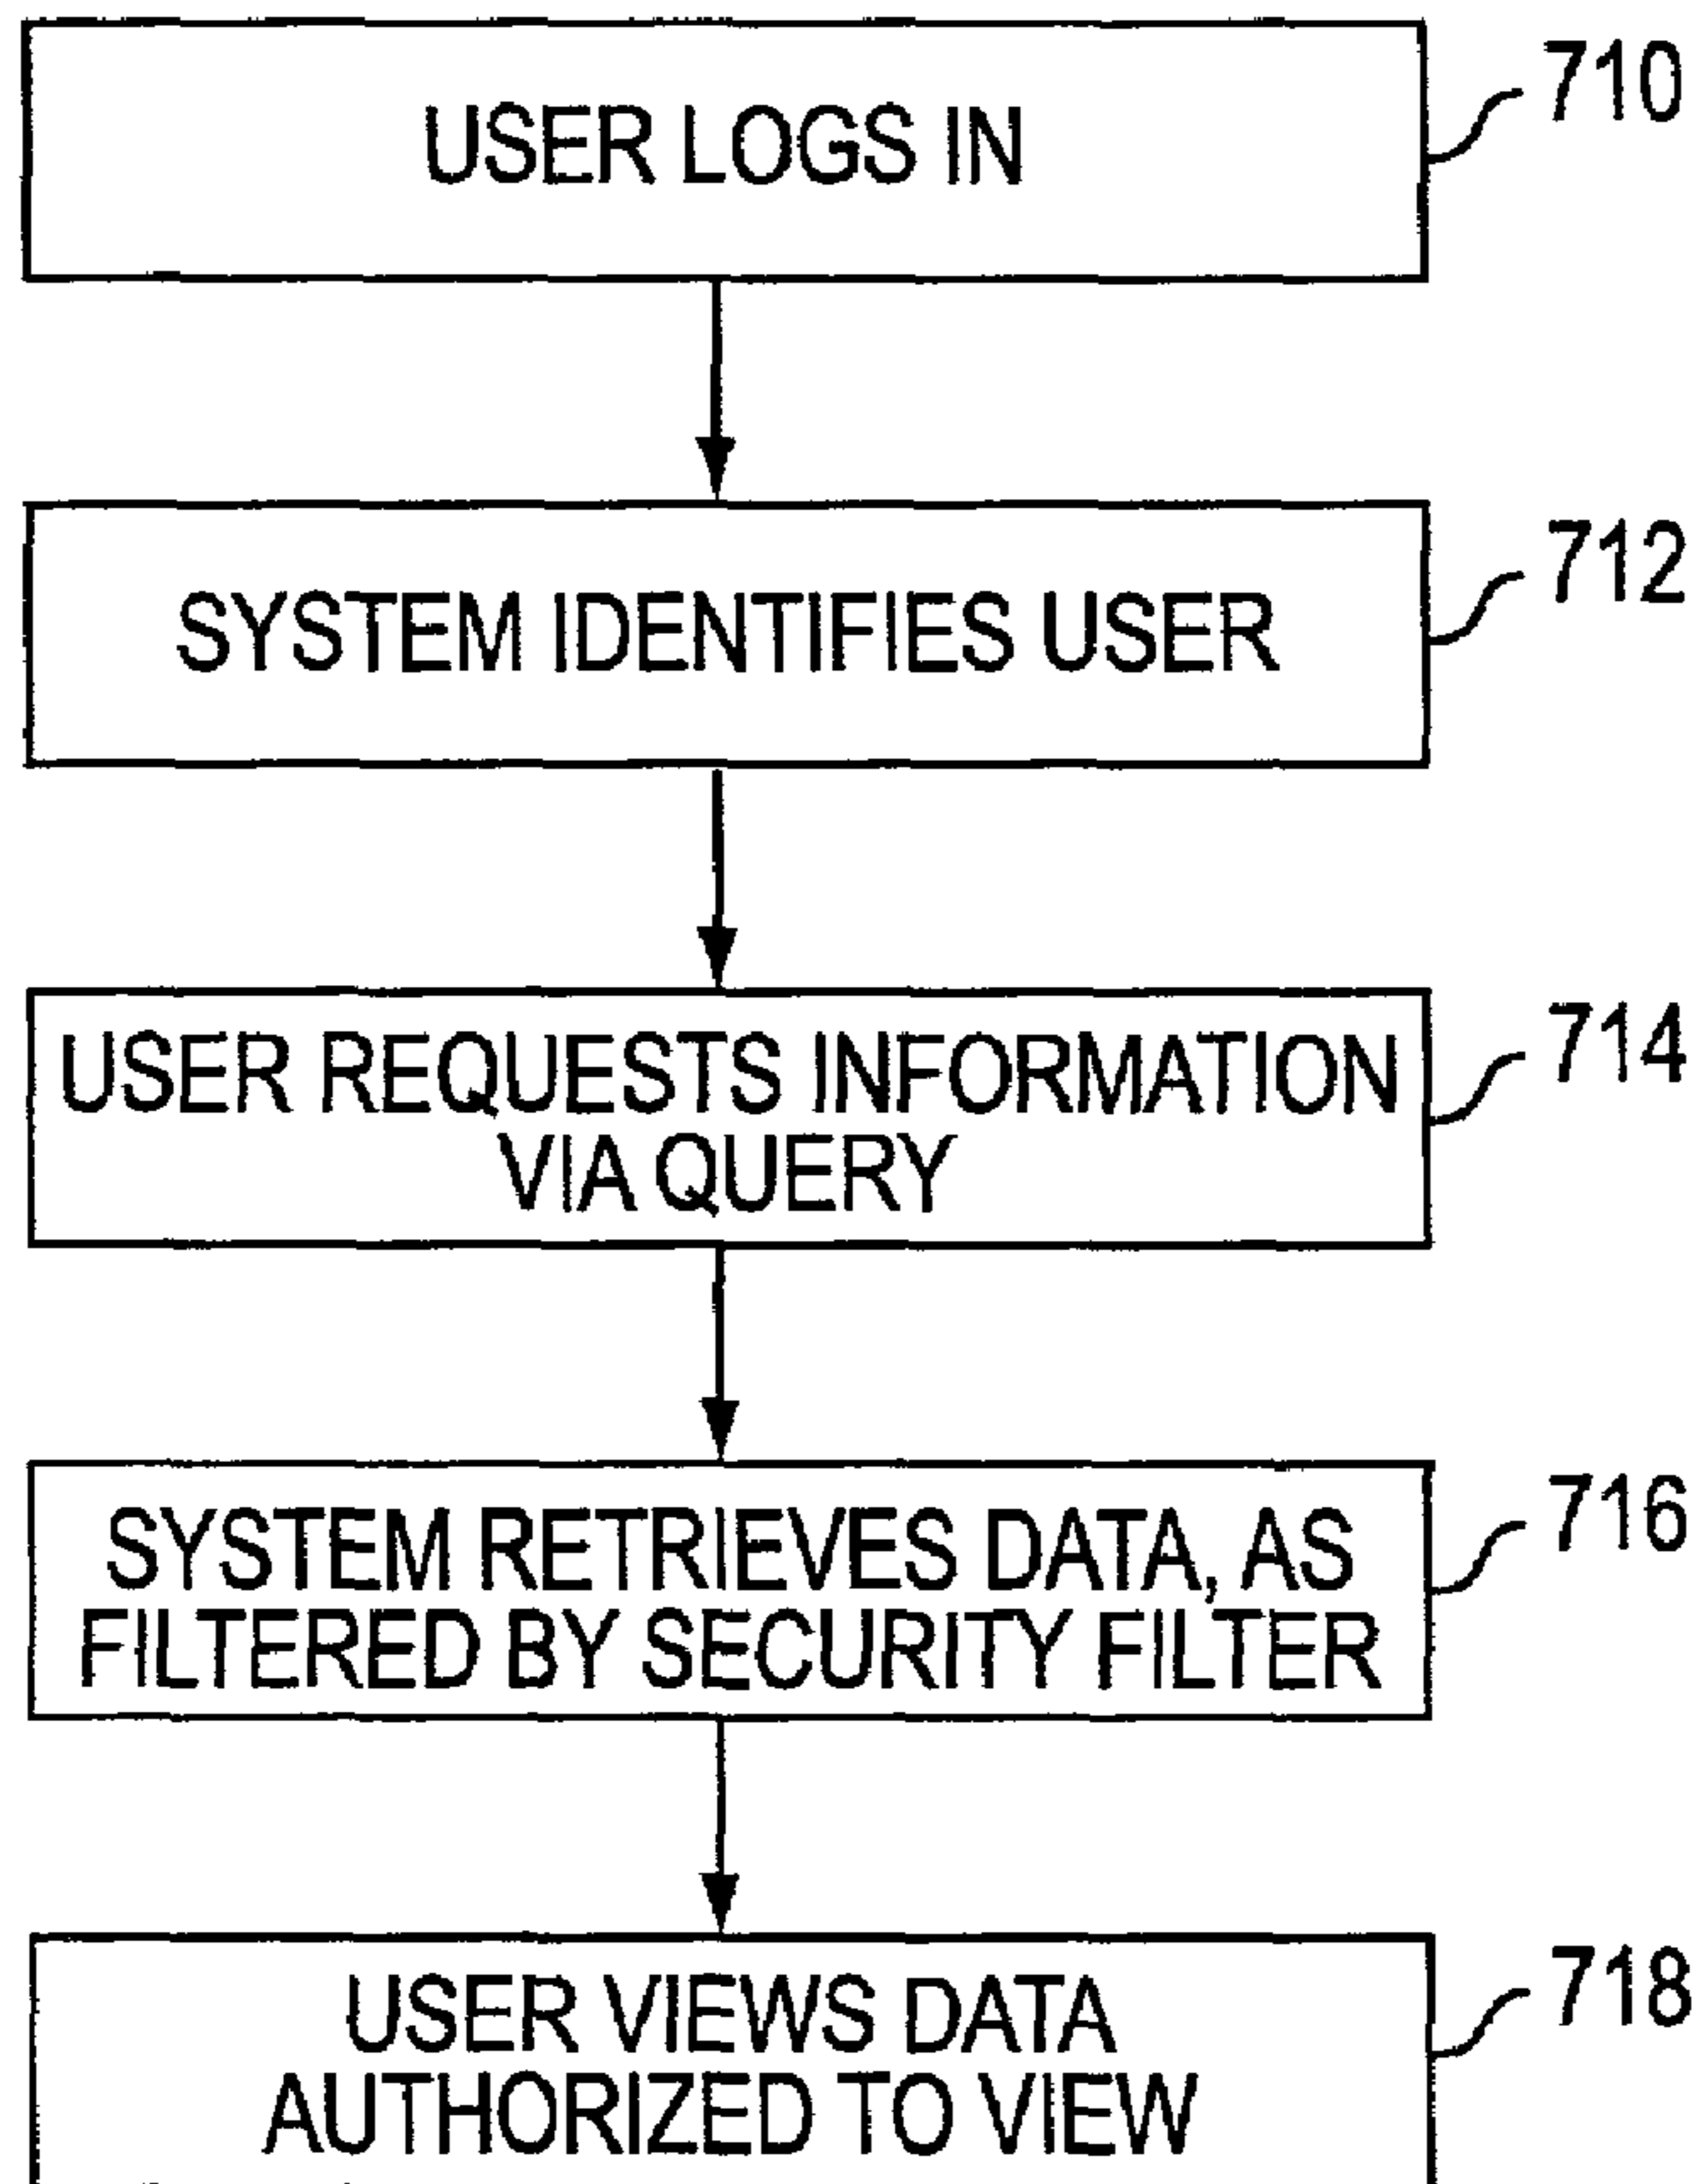 USER LOGS IN
710
SYSTEM IDENTIFIES USER
712
USER REQUESTS INFORMATION
VIA QUERY
714
SYSTEM RETRIEVES DATA, AS
FILTERED BY SECURITY FILTER
716
USER VIEWS DATA
AUTHORIZED TO VIEW
718